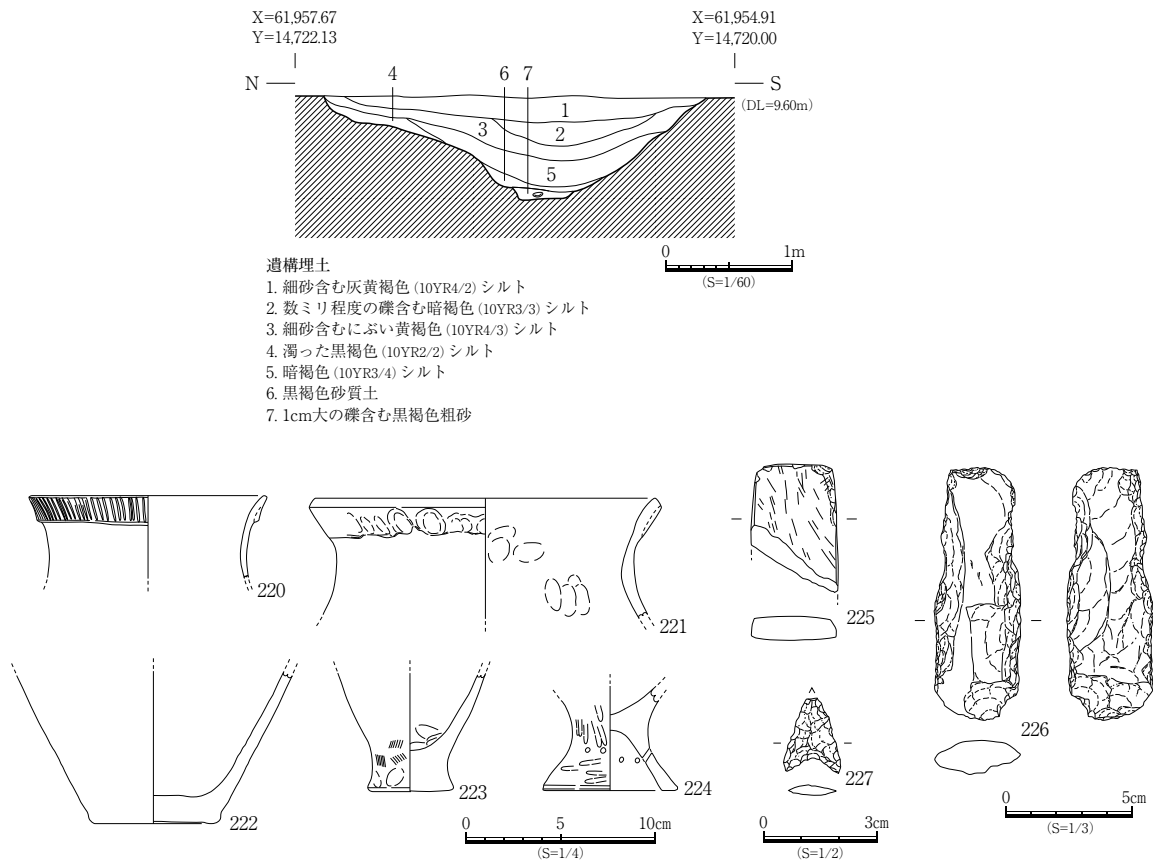 X=61,957.67
Y=14,722.13
X=61,954.91
Y=14,720.00
N
4
6 7
S
(DL=9.60m)
1
3
2
5
0 1m
(S=1/60)
遺構埋土
1. 細砂含む灰黄褐色(10YR4/2)シルト
2. 数ミリ程度の礫含む暗褐色(10YR3/3)シルト
3. 細砂含むにぶい黄褐色(10YR4/3)シルト
4. 濁った黒褐色(10YR2/2)シルト
5. 暗褐色(10YR3/4)シルト
6. 黒褐色砂質土
7. 1cm大の礫含む黒褐色粗砂
220
221
225
226
222
223
224
227
0 5 10cm
(S=1/4)
0 3cm
(S=1/2)
0 5cm
(S=1/3)